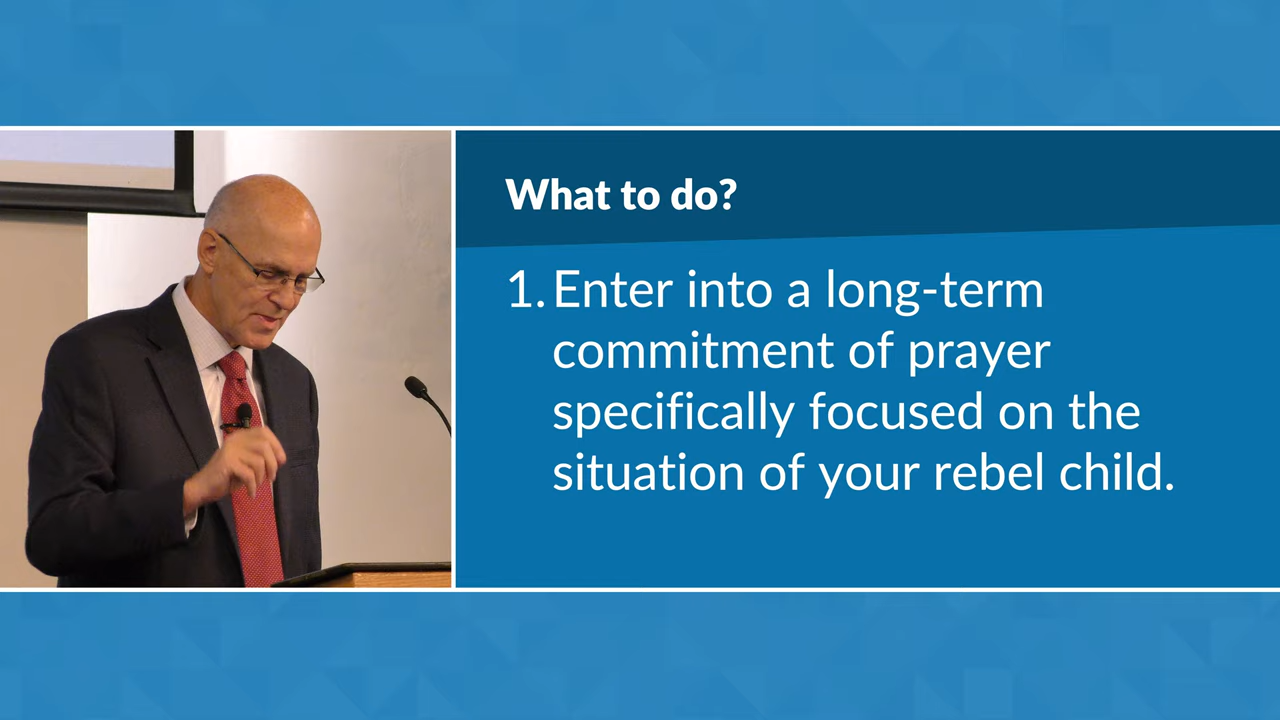 What to do?
1. Enter into a long-term
commitment of prayer
specifically focused on the
situation of your rebel child.